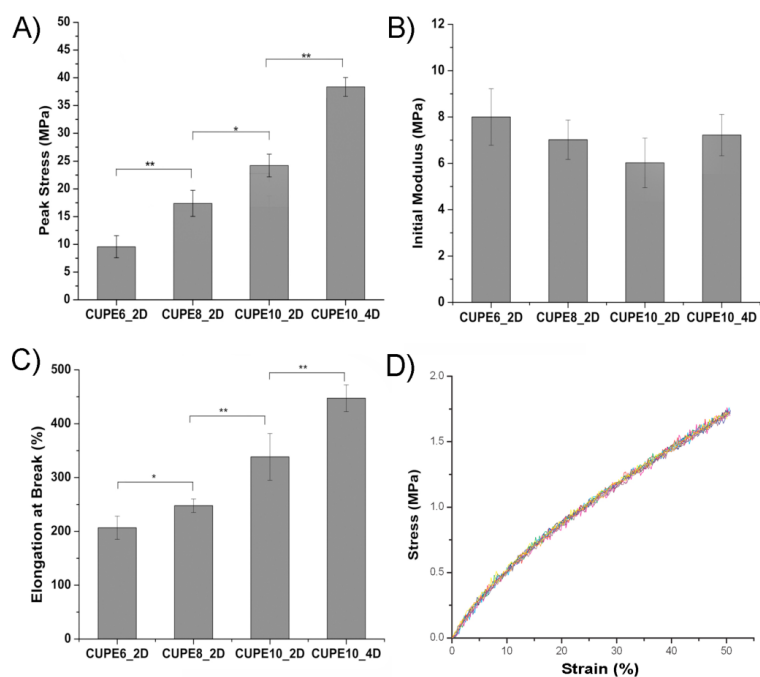 A)
Peak Stress (MPa)
50
45
40
35
30
25
20
15
10
5
0
**
*
**
CUPE6_2D CUPE8_2D CUPE10_2D CUPE10_4D
B)
Initial Modulus (MPa)
12
10
8
6
4
2
0
CUPE6_2D CUPE8_2D CUPE10_2D CUPE10_4D
C)
Elongation at Break (%)
500
400
300
200
100
0
*
**
**
CUPE6_2D CUPE8_2D CUPE10_2D CUPE10_4D
D)
Stress (MPa)
2.0
1.5
1.0
0.5
0.0
0 10 20 30 40 50
Strain (%)